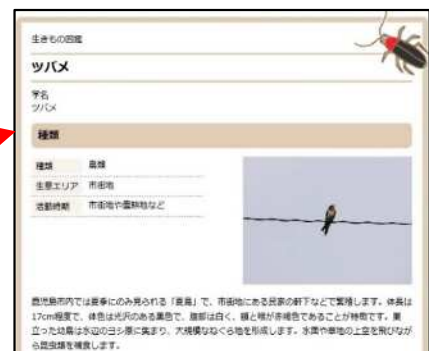 生きもの図鑑
ツバメ
学名
ツバメ
種類
種類 鳥類
生息エリア 市街地
活動時期 市街地や農耕地など
鹿児島市内では夏季にのみ見られる「夏鳥」で、市街地にある民家の軒下などで繁殖します。体長は
17cm程度で、体色は光沢のある黒色で、腹部は白く、額と喉が赤褐色であることが特徴です。巣
立った幼鳥は水辺のヨシ原に集まり、大規模なねぐら地を形成します。水面や草地の上空を飛びなが
ら昆虫類を捕食します。